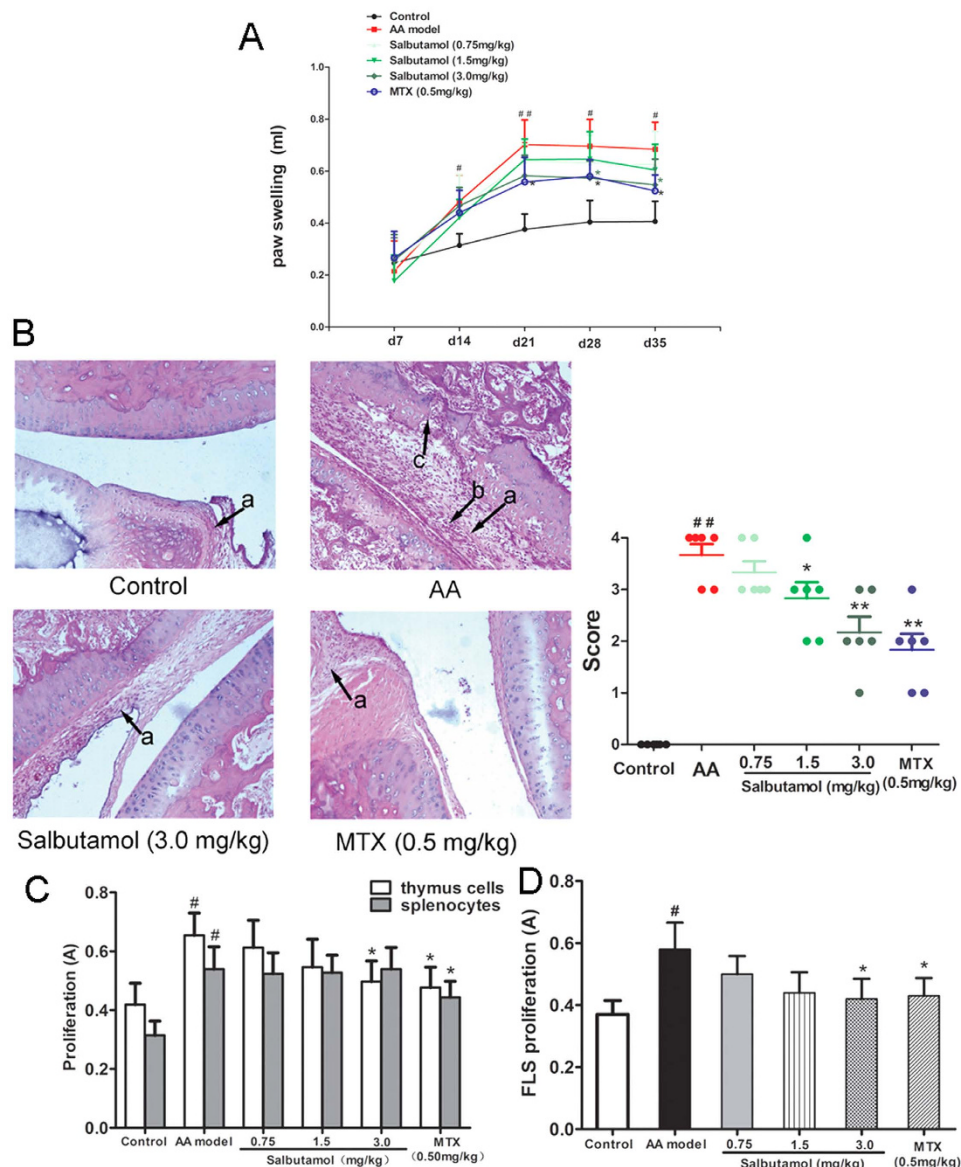 A
Control
AA model
Salbutamol (0.75mg/kg)
Salbutamol (1.5mg/kg)
Salbutamol (3.0mg/kg)
MTX (0.5mg/kg)
paw swelling (ml)
1.0
0.8
0.6
0.4
0.2
0.0
# # # # #
* * * * *
d7 d14 d21 d28 d35
B
a
Control
c
b a
AA
a
Salbutamol (3.0 mg/kg)
a
MTX (0.5 mg/kg)
Score
4
3
2
1
0
# #
*
**
**
Control AA 0.75 1.5 3.0 MTX
Salbutamol (mg/kg) (0.5mg/kg)
C
thymus cells
splenocytes
Proliferation (A)
0.8
0.6
0.4
0.2
0.0
# # * * *
Control AA model 0.75 1.5 3.0 MTX
Salbutamol (mg/kg) (0.50mg/kg)
D
FLS proliferation (A)
0.8
0.6
0.4
0.2
0.0
# * *
Control AA model 0.75 1.5 3.0 MTX
Salbutamol (mg/kg) (0.5mg/kg)